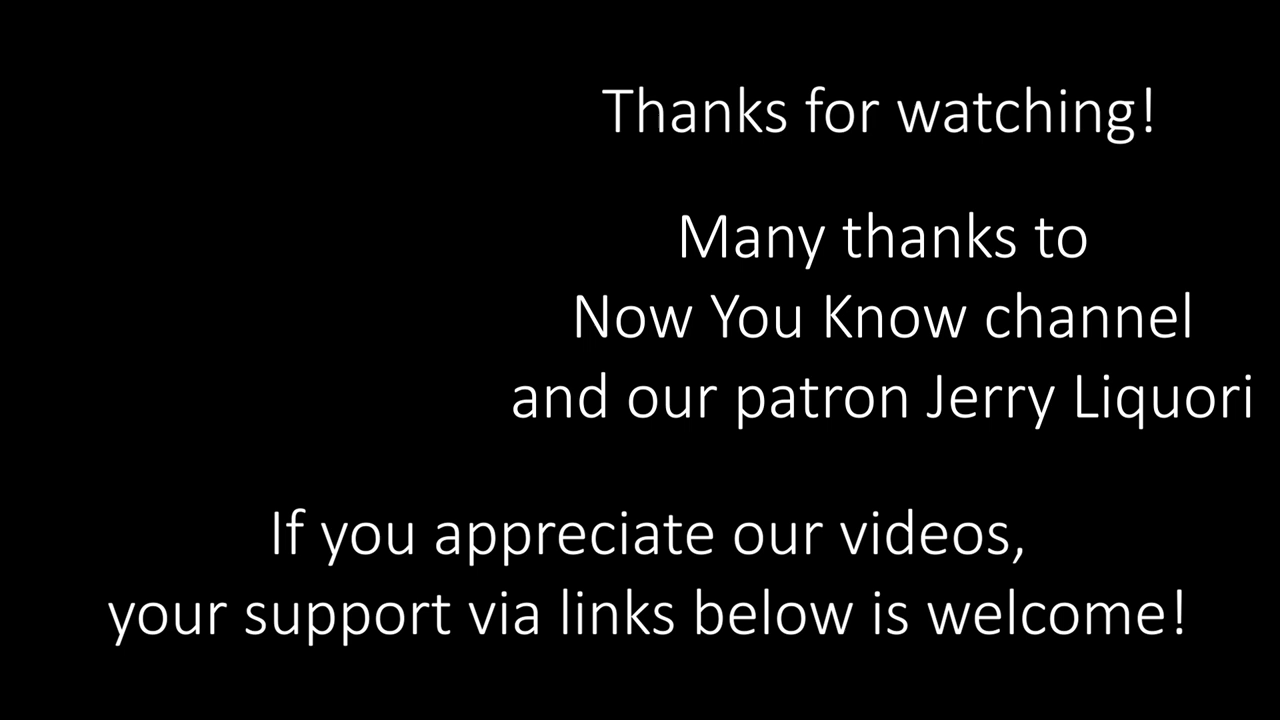 Thanks for watching!
Many thanks to
Now You Know channel
and our patron Jerry Liquori
If you appreciate our videos,
your support via links below is welcome!